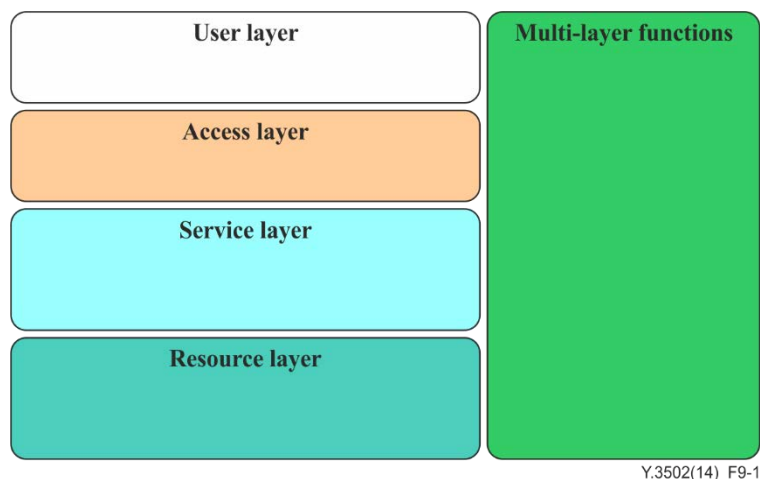 User layer
Multi-layer functions
Access layer
Service layer
Resource layer
Y.3502(14)_F9-1